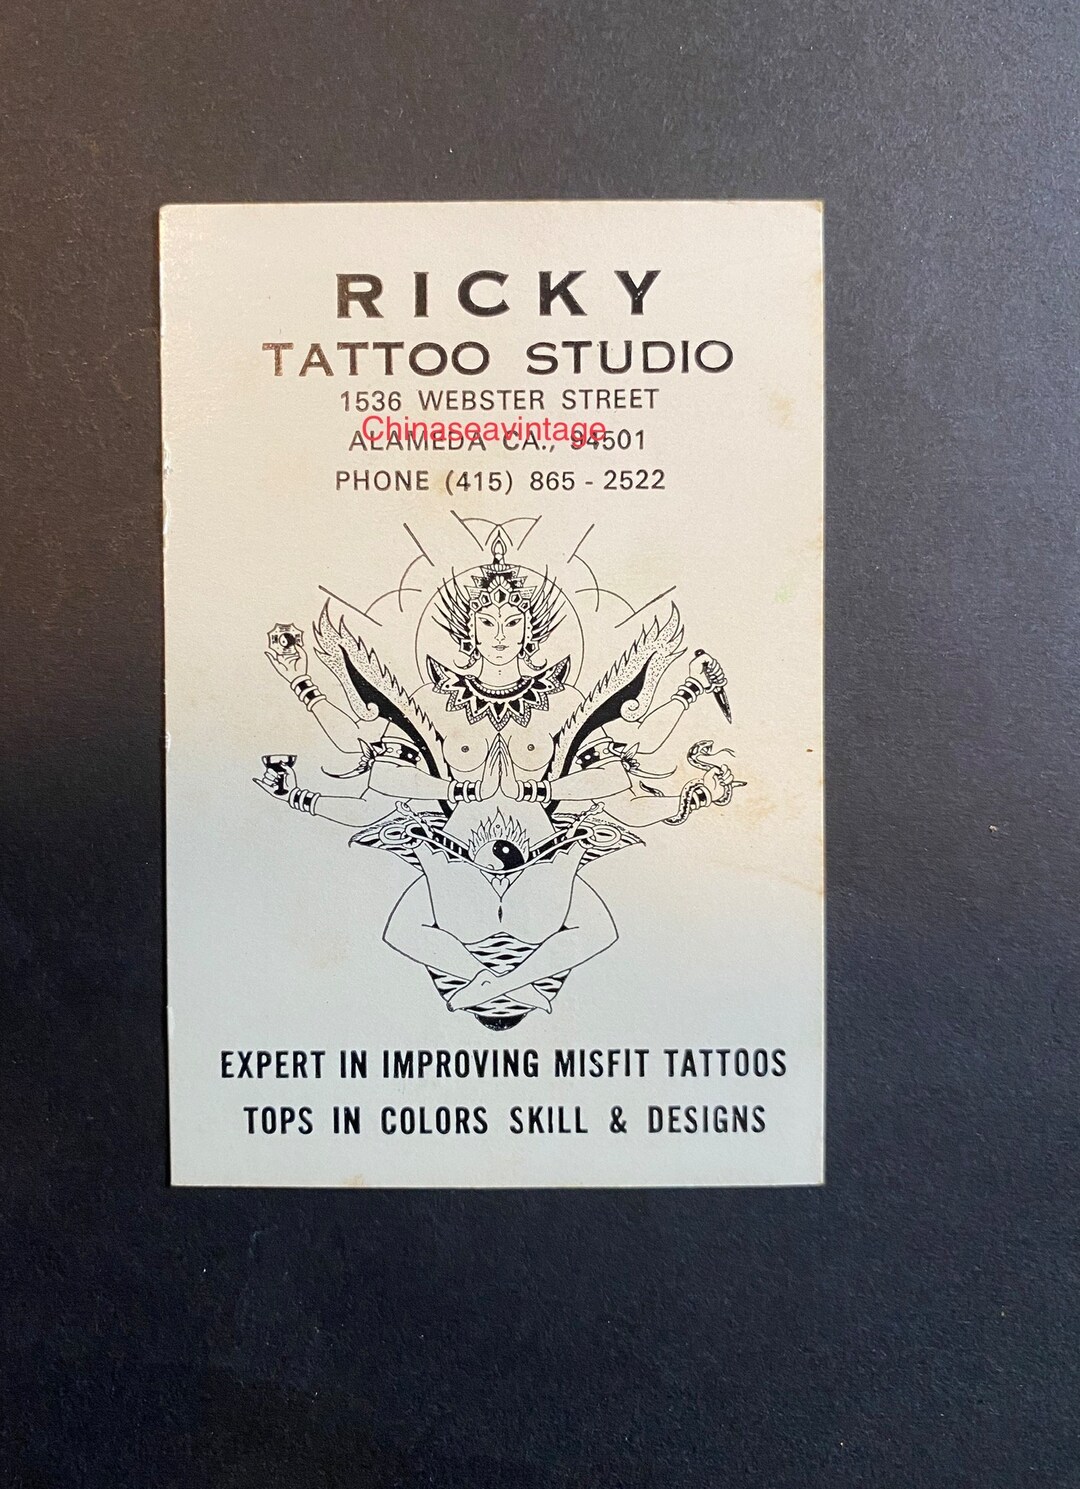 RICKY
TATTOO STUDIO
1536 WEBSTER STREET
Chinaseavintage
ALAMEDA CA., 94501
PHONE (415) 865 - 2522
EXPERT IN IMPROVING MISFIT TATTOOS
TOPS IN COLORS SKILL & DESIGNS